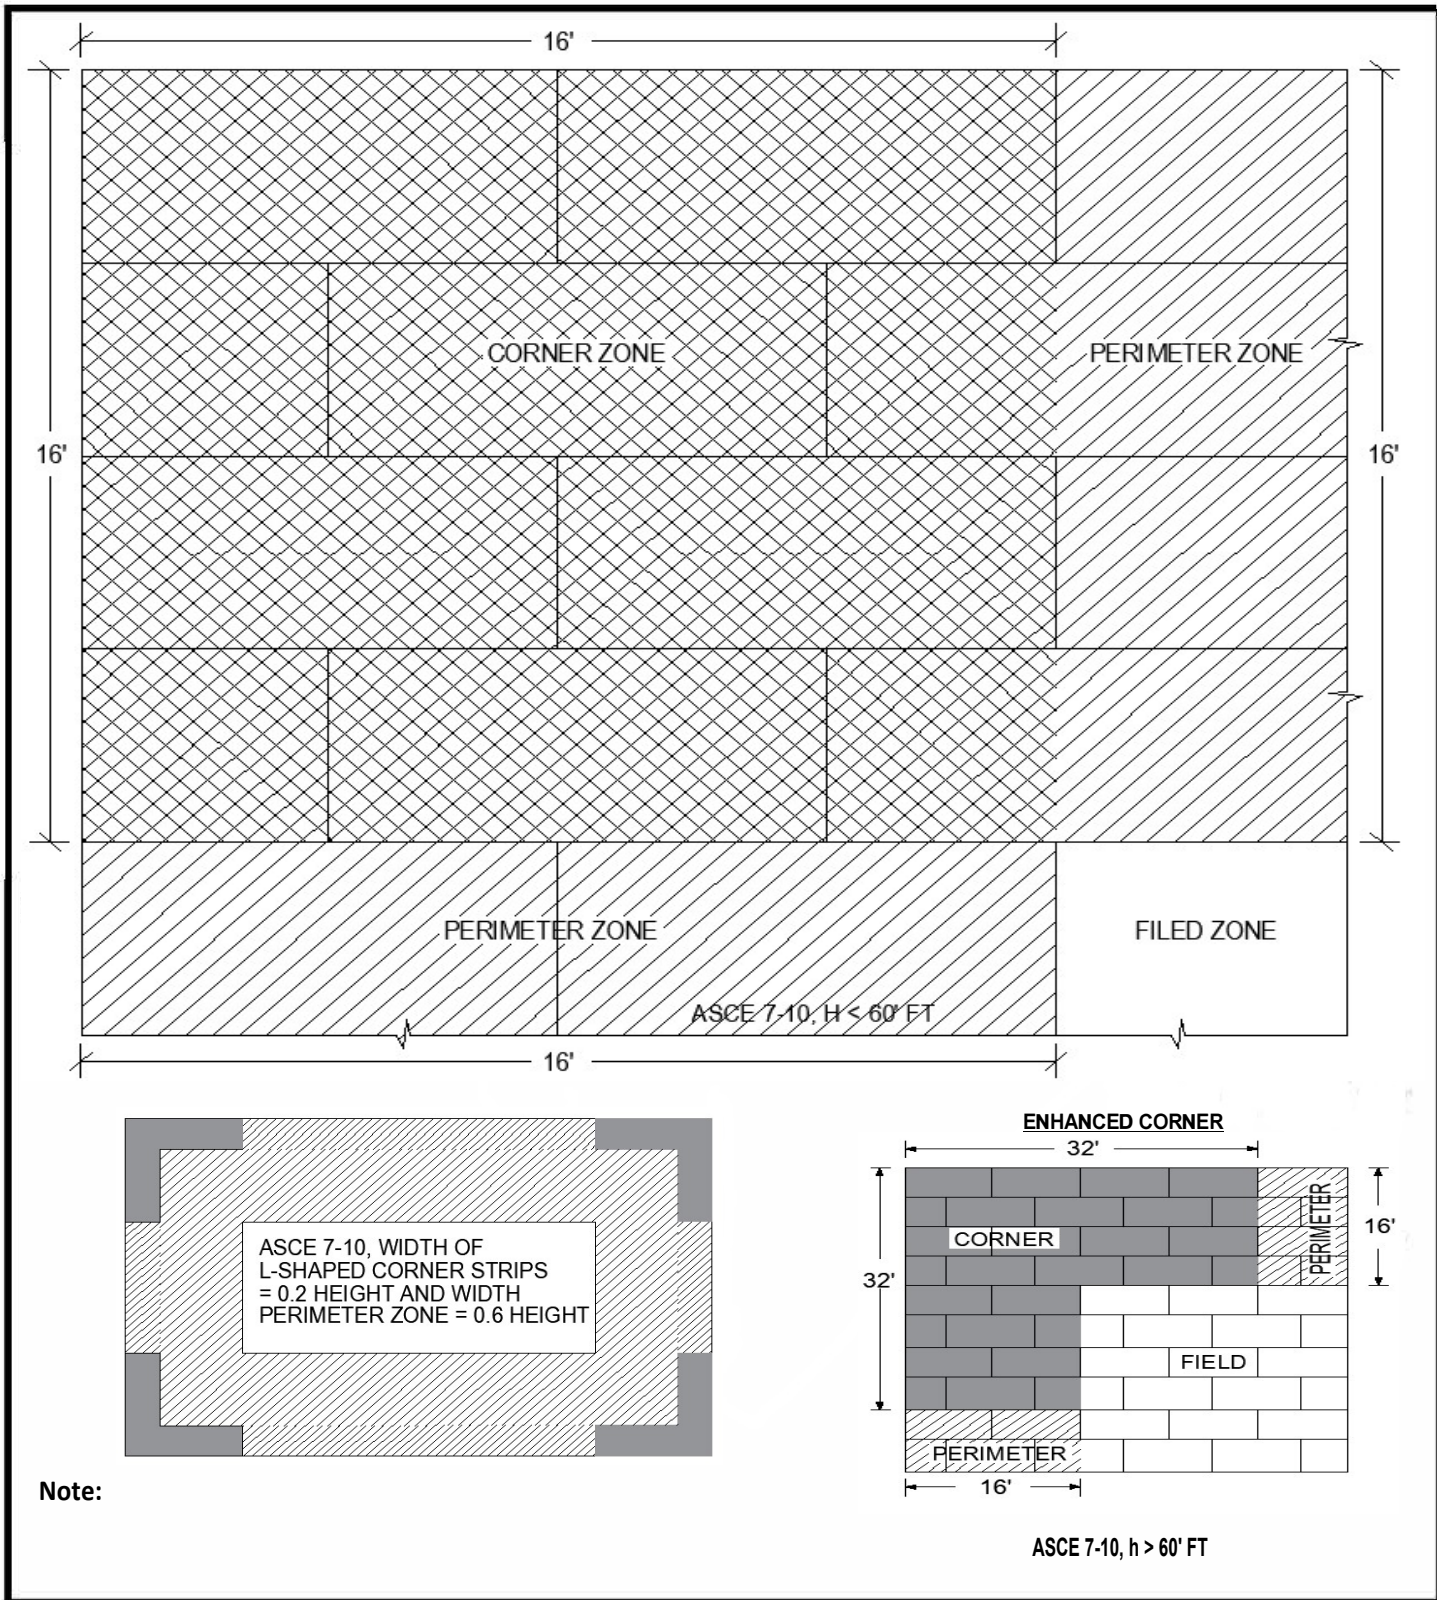 16'
CORNER ZONE
PERIMETER ZONE
16'
16'
PERIMETER ZONE
FILED ZONE
ASCE 7-10, H < 60' FT
16'
ASCE 7-10, WIDTH OF
L-SHAPED CORNER STRIPS
= 0.2 HEIGHT AND WIDTH
PERIMETER ZONE = 0.6 HEIGHT
Note:
ENHANCED CORNER
32'
32'
CORNER
PERIMETER
16'
FIELD
PERIMETER
16'
ASCE 7-10, h > 60' FT